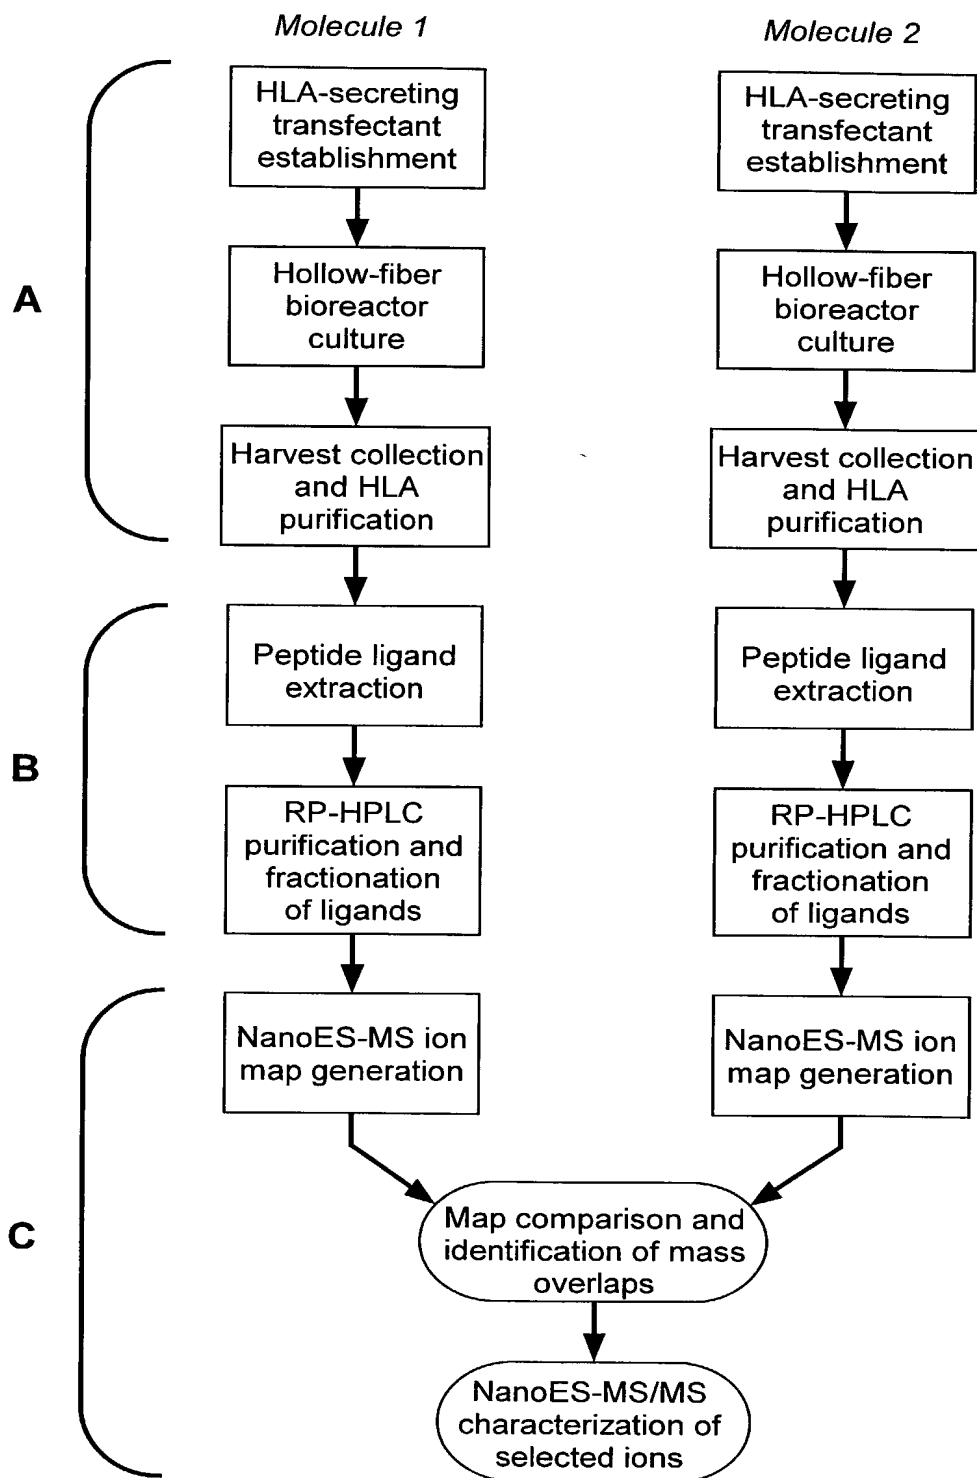 Molecule 1
Molecule 2
A
HLA-secreting
transfectant
establishment
HLA-secreting
transfectant
establishment
Hollow-fiber
bioreactor
culture
Hollow-fiber
bioreactor
culture
Harvest collection
and HLA
purification
Harvest collection
and HLA
purification
B
Peptide ligand
extraction
Peptide ligand
extraction
RP-HPLC
purification and
fractionation
of ligands
RP-HPLC
purification and
fractionation
of ligands
C
NanoES-MS ion
map generation
NanoES-MS ion
map generation
Map comparison and
identification of mass
overlaps
NanoES-MS/MS
characterization of
selected ions